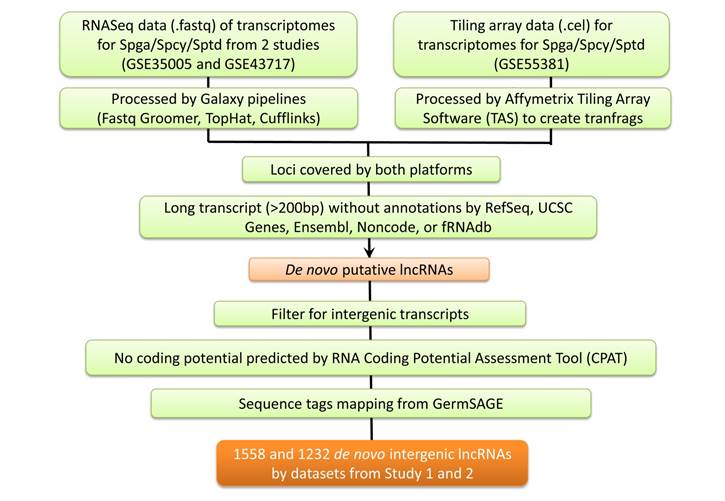 RNASeq data (.fastq) of transcriptomes
for Spga/Spcy/Sptd from 2 studies
(GSE35005 and GSE43717)
Tiling array data (.cel) for
transcriptomes for Spga/Spcy/Sptd
(GSE55381)
Processed by Galaxy pipelines
(Fastq Groomer, TopHat, Cufflinks)
Processed by Affymetrix Tiling Array
Software (TAS) to create tranfrags
Loci covered by both platforms
Long transcript (>200bp) without annotations by RefSeq, UCSC
Genes, Ensembl, Noncode, or fRNAdb
De novo putative lncRNAs
Filter for intergenic transcripts
No coding potential predicted by RNA Coding Potential Assessment Tool (CPAT)
Sequence tags mapping from GermSAGE
1558 and 1232 de novo intergenic lncRNAs
by datasets from Study 1 and 2